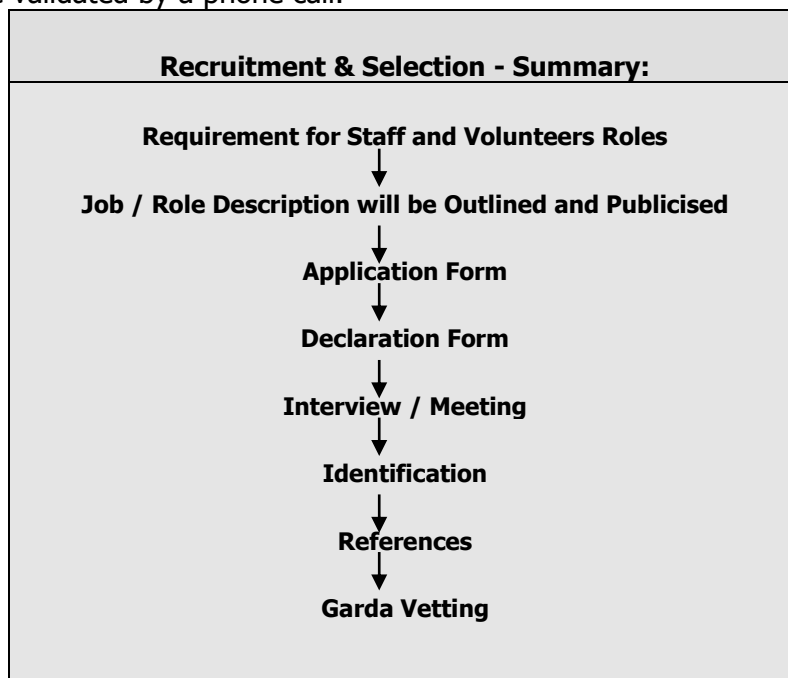 validated by a phone call.
Recruitment & Selection - Summary:
Requirement for Staff and Volunteers Roles
Job / Role Description will be Outlined and Publicised
Application Form
Declaration Form
Interview / Meeting
Identification
References
Garda Vetting